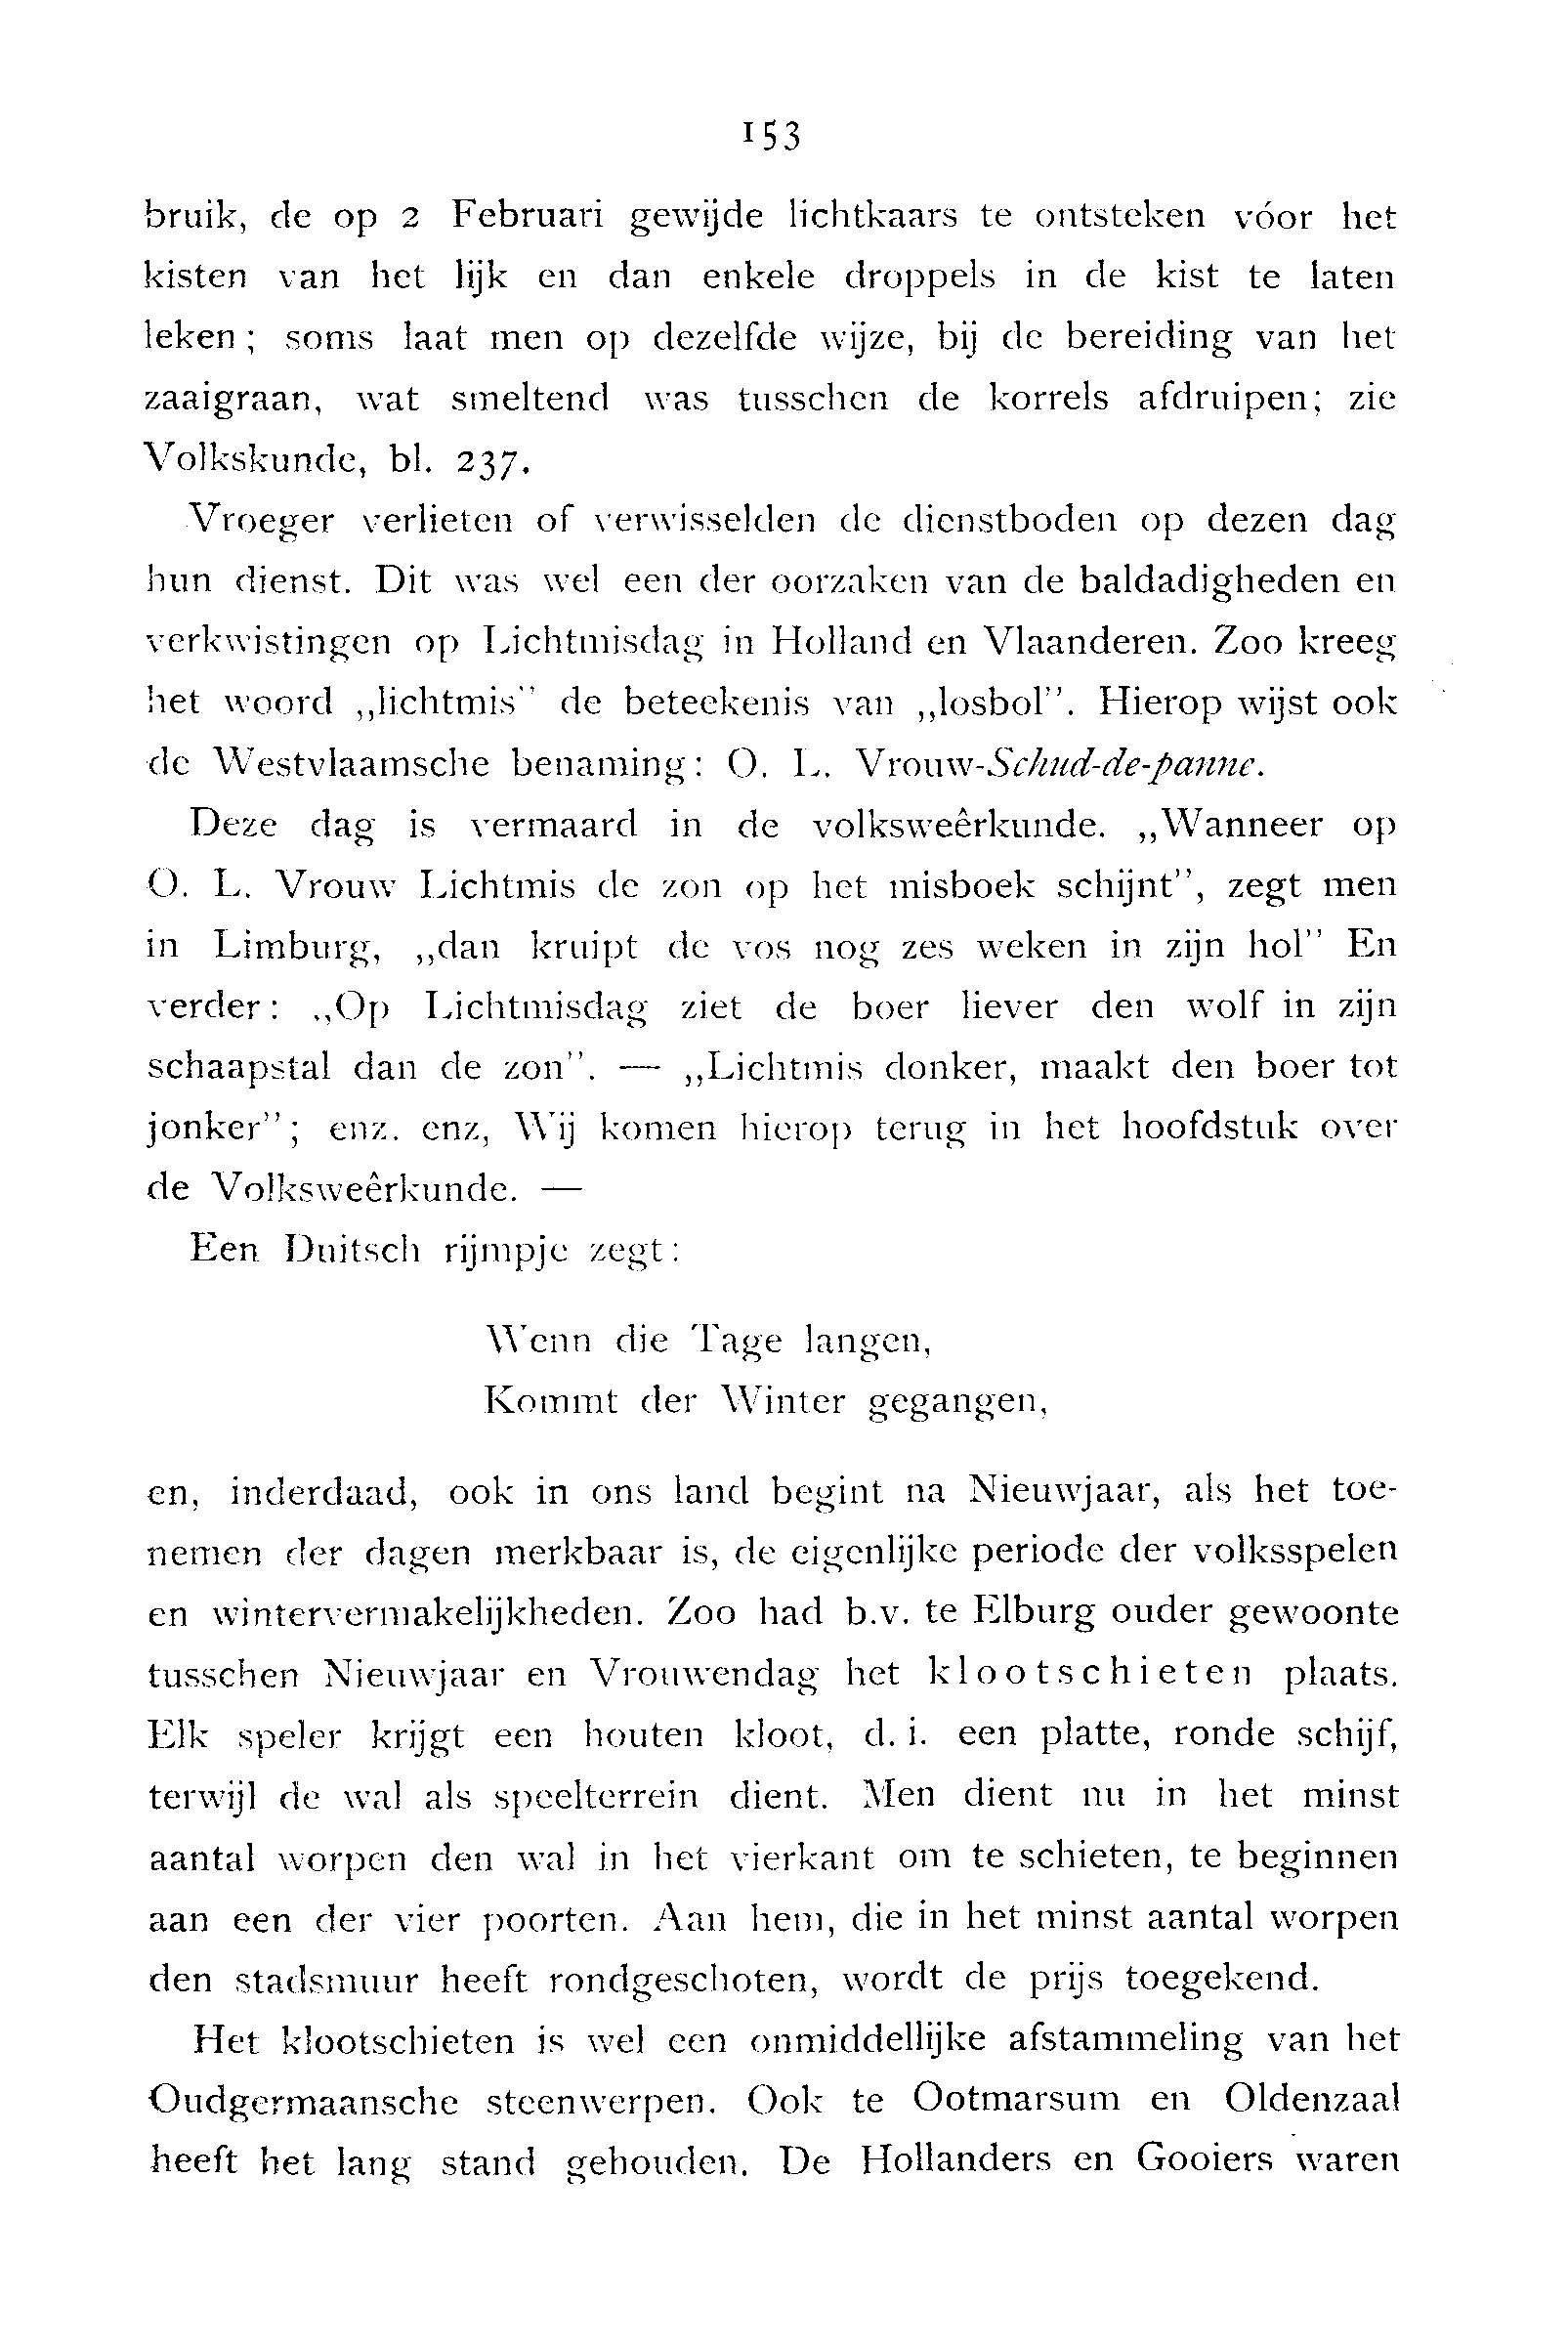 153
bruik, de op 2 Februari gewijde lichtkaars te ontsteken vóor het
kisten van het lijk en dan enkele droppels in de kist te laten
leken; soms laat men op dezelfde wijze, bij de bereiding van het
zaaigraan, wat smeltend was tusschen de korrels afdruipen; zie
Volkskunde, bl. 237.
Vroeger verlieten of verwisselden de dienstboden op dezen dag
hun dienst. Dit was wel een der oorzaken van de baldadigheden en
verkwistingen op Lichtmisdag in Holland en Vlaanderen. Zoo kreeg
het woord „lichtmis” de beteekenis van „losbol”. Hierop wijst ook
de Westvlaamsche benaming: O. L. Vrouw-Schud-de-panne.
Deze dag is vermaard in de volksweêrkunde. „Wanneer op
O. L. Vrouw Lichtmis de zon op het misboek schijnt”, zegt men
in Limburg, „dan kruipt de vos nog zes weken in zijn hol” En
verder: „Op Lichtmisdag ziet de boer liever den wolf in zijn
schaapstal dan de zon”. — „Lichtmis donker, maakt den boer tot
jonker”; enz. enz, Wij komen hierop terug in het hoofdstuk over
de Volksweêrkunde. —
Een Duitsch rijmpje zegt:
Wenn die Tage langen,
Kommt der Winter gegangen,
en, inderdaad, ook in ons land begint na Nieuwjaar, als het toe-
nemen der dagen merkbaar is, de eigenlijke periode der volksspelen
en wintervermakelijkheden. Zoo had b.v. te Elburg ouder gewoonte
tusschen Nieuwjaar en Vrouwendag het klootschieten plaats.
Elk speler krijgt een houten kloot, d. i. een platte, ronde schijf,
terwijl de wal als speelterrein dient. Men dient nu in het minst
aantal worpen den wal in het vierkant om te schieten, te beginnen
aan een der vier poorten. Aan hem, die in het minst aantal worpen
den stadsmuur heeft rondgeschoten, wordt de prijs toegekend.
Het klootschieten is wel een onmiddellijke afstammeling van het
Oudgermaansche steenwerpen. Ook te Ootmarsum en Oldenzaal
heeft het lang stand gehouden. De Hollanders en Gooiers waren